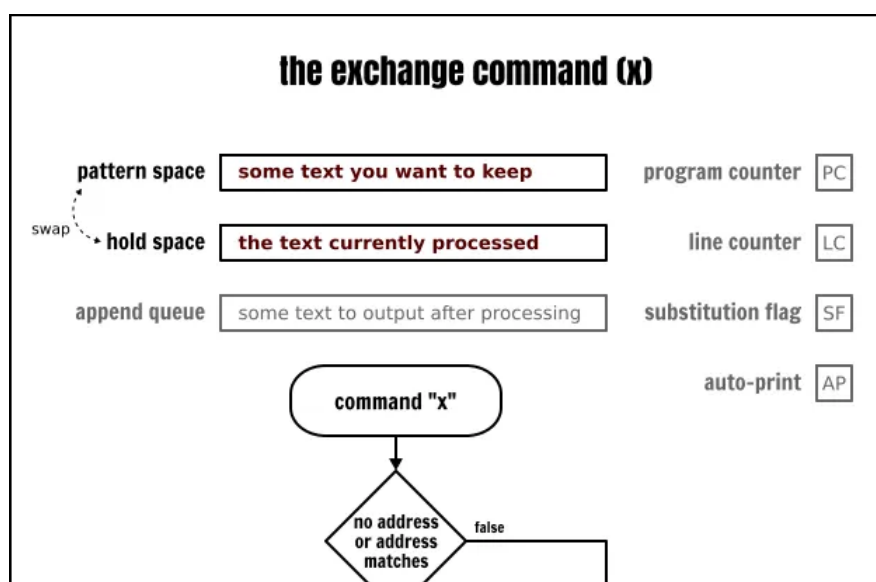 the exchange command (x)
pattern space
some text you want to keep
program counter
PC
swap
hold space
the text currently processed
line counter
LC
append queue
some text to output after processing
substitution flag
SF
auto-print
AP
command "x"
no address
or address
matches
false